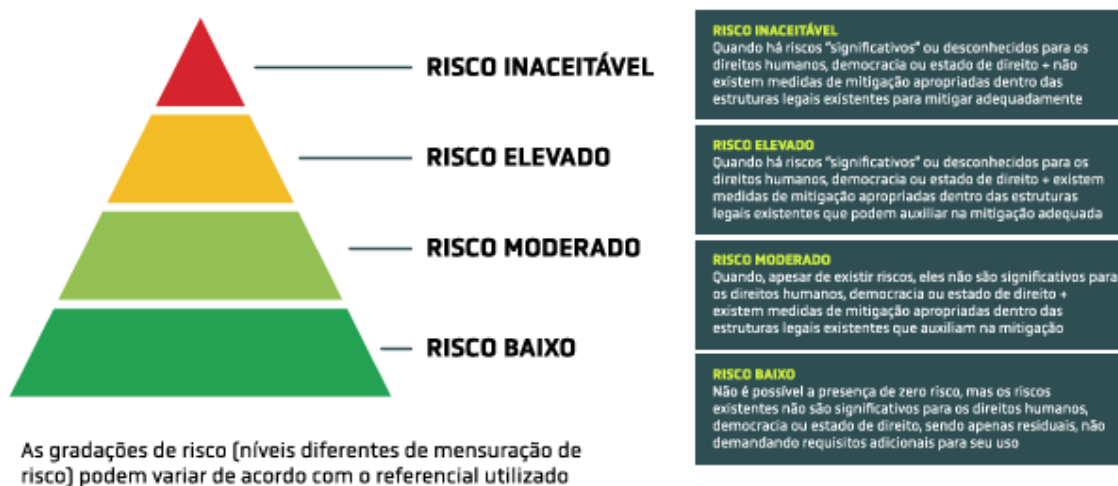 RISCO INACEITÁVEL
RISCO ELEVADO
RISCO MODERADO
RISCO BAIXO
As gradações de risco (níveis diferentes de mensuração de
risco) podem variar de acordo com o referencial utilizado
RISCO INACEITÁVEL
Quando há riscos "significativos" ou desconhecidos para os
direitos humanos, democracia ou estado de direito + não
existem medidas de mitigação apropriadas dentro das
estruturas legais existentes para mitigar adequadamente
RISCO ELEVADO
Quando há riscos "significativos" ou desconhecidos para os
direitos humanos, democracia ou estado de direito + existem
medidas de mitigação apropriadas dentro das estruturas
legais existentes que podem auxiliar na mitigação adequada
RISCO MODERADO
Quando, apesar de existir riscos, eles não são significativos para
os direitos humanos, democracia ou estado de direito +
existem medidas de mitigação apropriadas dentro das
estruturas legais existentes que auxiliam na mitigação
RISCO BAIXO
Não é possível a presença de zero risco, mas os riscos
existentes não são significativos para os direitos humanos,
democracia ou estado de direito, sendo apenas residuais, não
demandando requisitos adicionais para seu uso